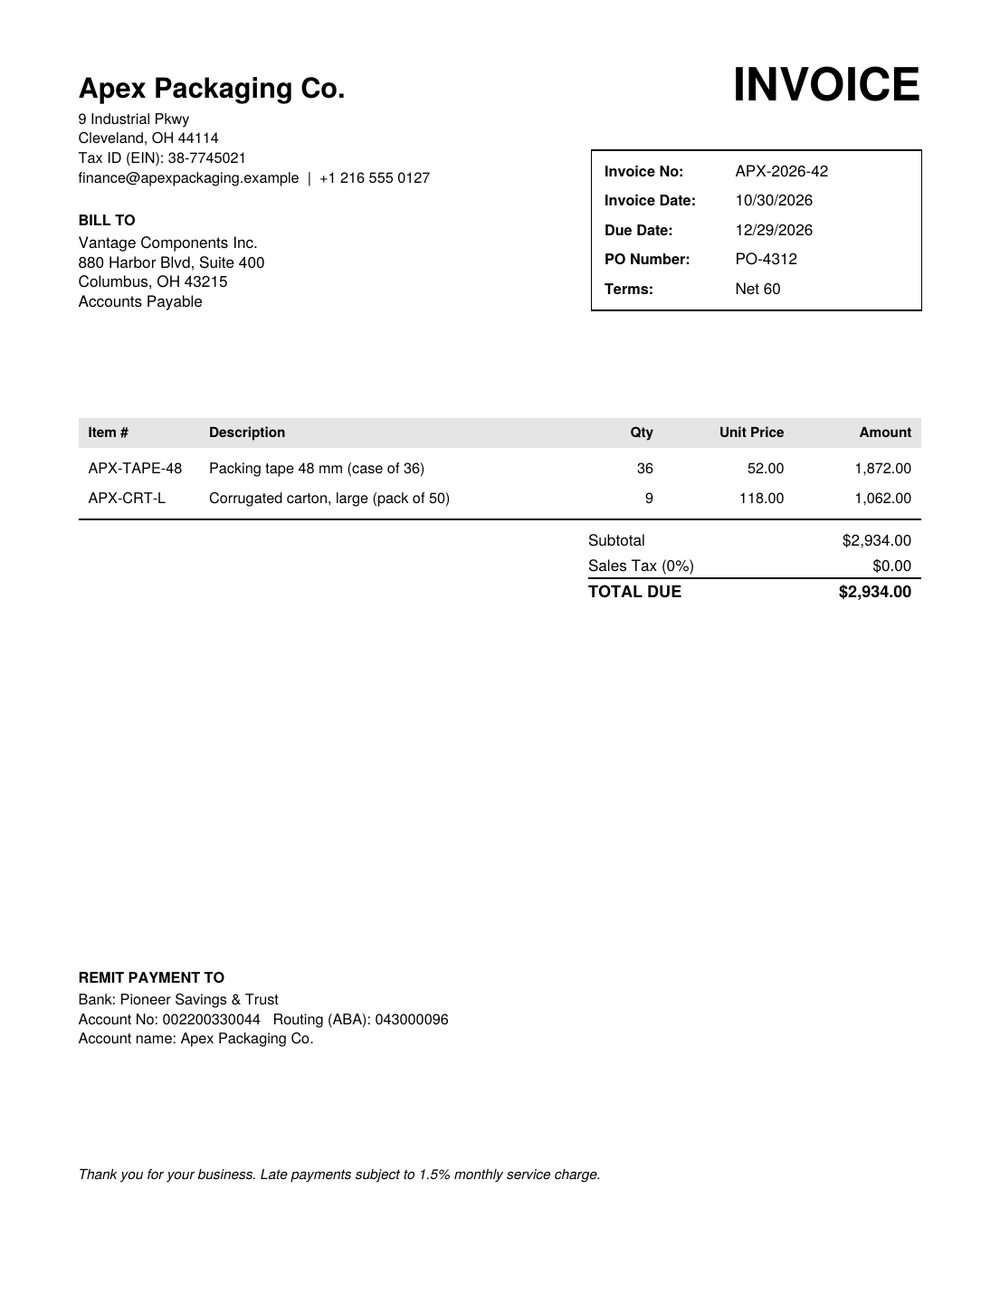 Apex Packaging Co.
INVOICE
9 Industrial Pkwy
Cleveland, OH 44114
Tax ID (EIN): 38-7745021
finance@apexpackaging.example | +1 216 555 0127
BILL TO
Vantage Components Inc.
880 Harbor Blvd, Suite 400
Columbus, OH 43215
Accounts Payable
Invoice No: APX-2026-42
Invoice Date: 10/30/2026
Due Date: 12/29/2026
PO Number: PO-4312
Terms: Net 60
Item # Description Qty Unit Price Amount
APX-TAPE-48 Packing tape 48 mm (case of 36) 36 52.00 1,872.00
APX-CRT-L Corrugated carton, large (pack of 50) 9 118.00 1,062.00
Subtotal $2,934.00
Sales Tax (0%) $0.00
TOTAL DUE $2,934.00
REMIT PAYMENT TO
Bank: Pioneer Savings & Trust
Account No: 002200330044 Routing (ABA): 043000096
Account name: Apex Packaging Co.
Thank you for your business. Late payments subject to 1.5% monthly service charge.